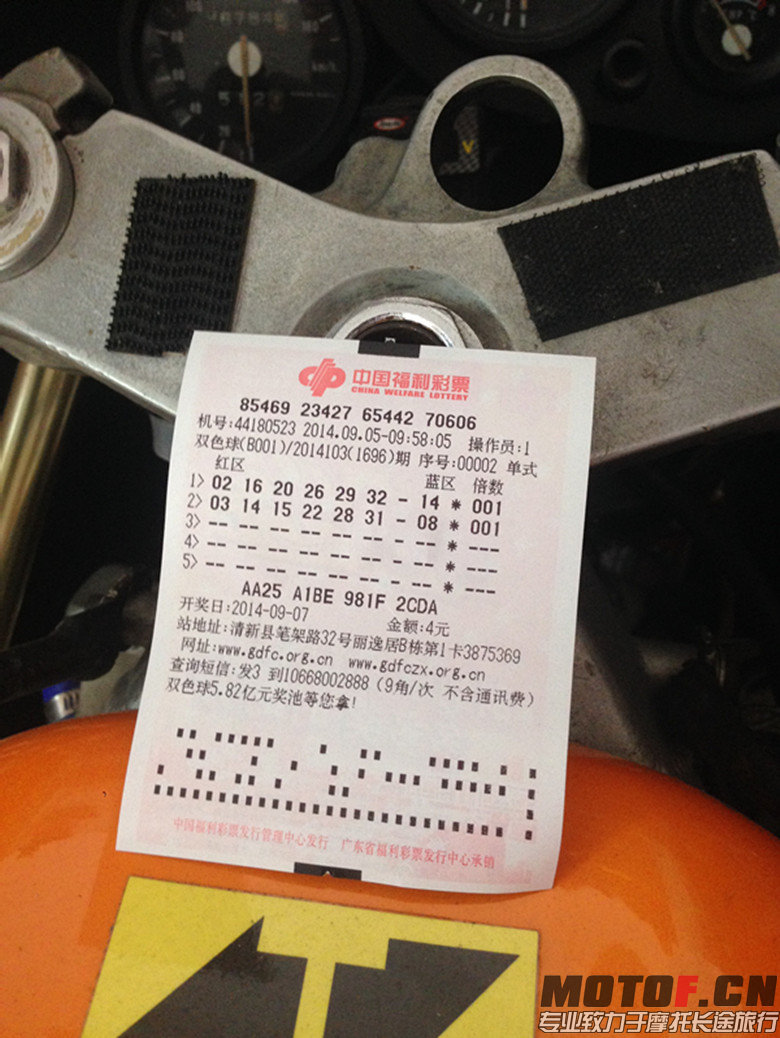 中国福利彩票
CHINA WELFARE LOTTERY
85469 23427 65442 70606
机号:44180523 2014.09.05-09:58:05 操作员:1
双色球(B001)/2014103(1696)期 序号:00002 单式
红区 蓝区 倍数
1> 02 16 20 26 29 32 - 14 * 001
2> 03 14 15 22 28 31 - 08 * 001
3> -- -- -- -- -- -- - -- * ---
4> -- -- -- -- -- -- - -- * ---
5> -- -- -- -- -- -- - -- * ---
AA25 A1BE 981F 2CDA
开奖日:2014-09-07 金额:4元
站地址:清新县笔架路32号丽逸居B栋第1卡3875369
网址:www.gdfc.org.cn www.gdfczx.org.cn
查询短信:发3 到10668002888(9角/次 不含通讯费)
双色球5.82亿元奖池等您拿!
中国福利彩票发行管理中心发行 广东省福利彩票发行中心承销
MOTOF.CN
专业致力于摩托长途旅行